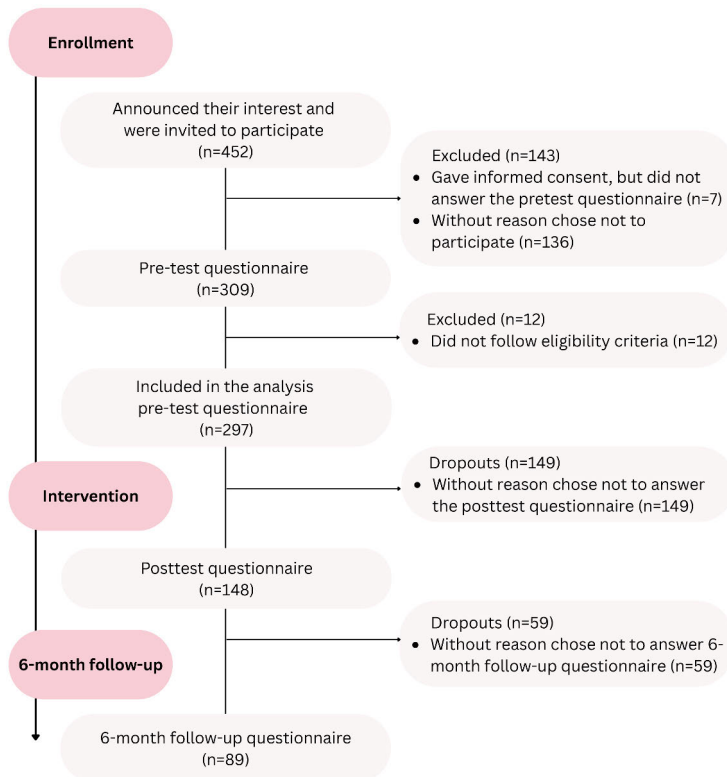 Enrollment
Announced their interest and
were invited to participate
(n=452)
Excluded (n=143)
• Gave informed consent, but did not
answer the pretest questionnaire (n=7)
• Without reason chose not to
participate (n=136)
Pre-test questionnaire
(n=309)
Excluded (n=12)
• Did not follow eligibility criteria (n=12)
Included in the analysis
pre-test questionnaire
(n=297)
Intervention
Dropouts (n=149)
• Without reason chose not to answer
the posttest questionnaire (n=149)
Posttest questionnaire
(n=148)
Dropouts (n=59)
• Without reason chose not to answer 6-
month follow-up questionnaire (n=59)
6-month follow-up
6-month follow-up questionnaire
(n=89)